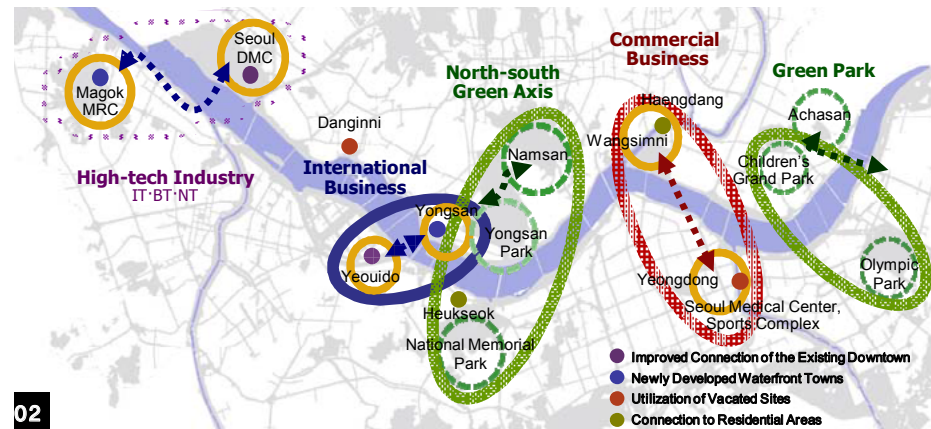 Seoul
DMC
Magok
MRC
High-tech Industry
IT·BT·NT
Danginni
International
Business
Yongsan
Yeouido
North-south
Green Axis
Namsan
Yongsan
Park
Heukseok
National Memorial
Park
Commercial
Business
Haengdang
Wangsimni
Yeongdong
Seoul Medical Center,
Sports Complex
Green Park
Achasan
Children's
Grand Park
Olympic
Park
Improved Connection of the Existing Downtown
Newly Developed Waterfront Towns
Utilization of Vacated Sites
Connection to Residential Areas
02